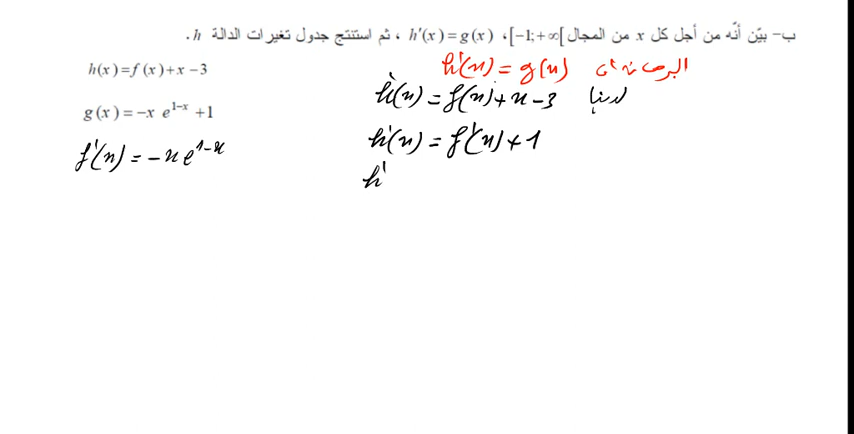 ب- بيّن أنّه من أجل كل x من المجال ]-1;+∞[، h'(x)=g(x) ، ثم استنتج جدول تغيرات الدالة h.
h(x)=f(x)+x-3
g(x)=-x e^{1-x} +1
f'(x) = -x e^{1-x}
h'(x) = g(x) البرهان ان
لدينا h(x) = f(x)+x-3
h'(x) = f'(x)+1
h'